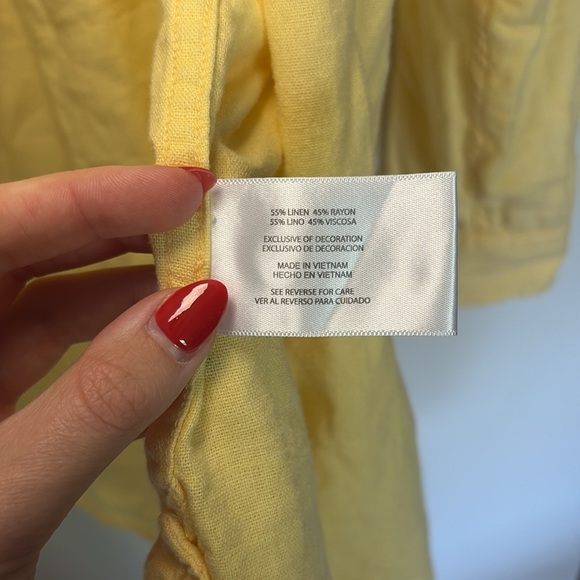 55% LINEN 45% RAYON
55% LINO 45% VISCOSA
EXCLUSIVE OF DECORATION
EXCLUSIVO DE DECORACION
MADE IN VIETNAM
HECHO EN VIETNAM
SEE REVERSE FOR CARE
VER AL REVERSO PARA CUIDADO